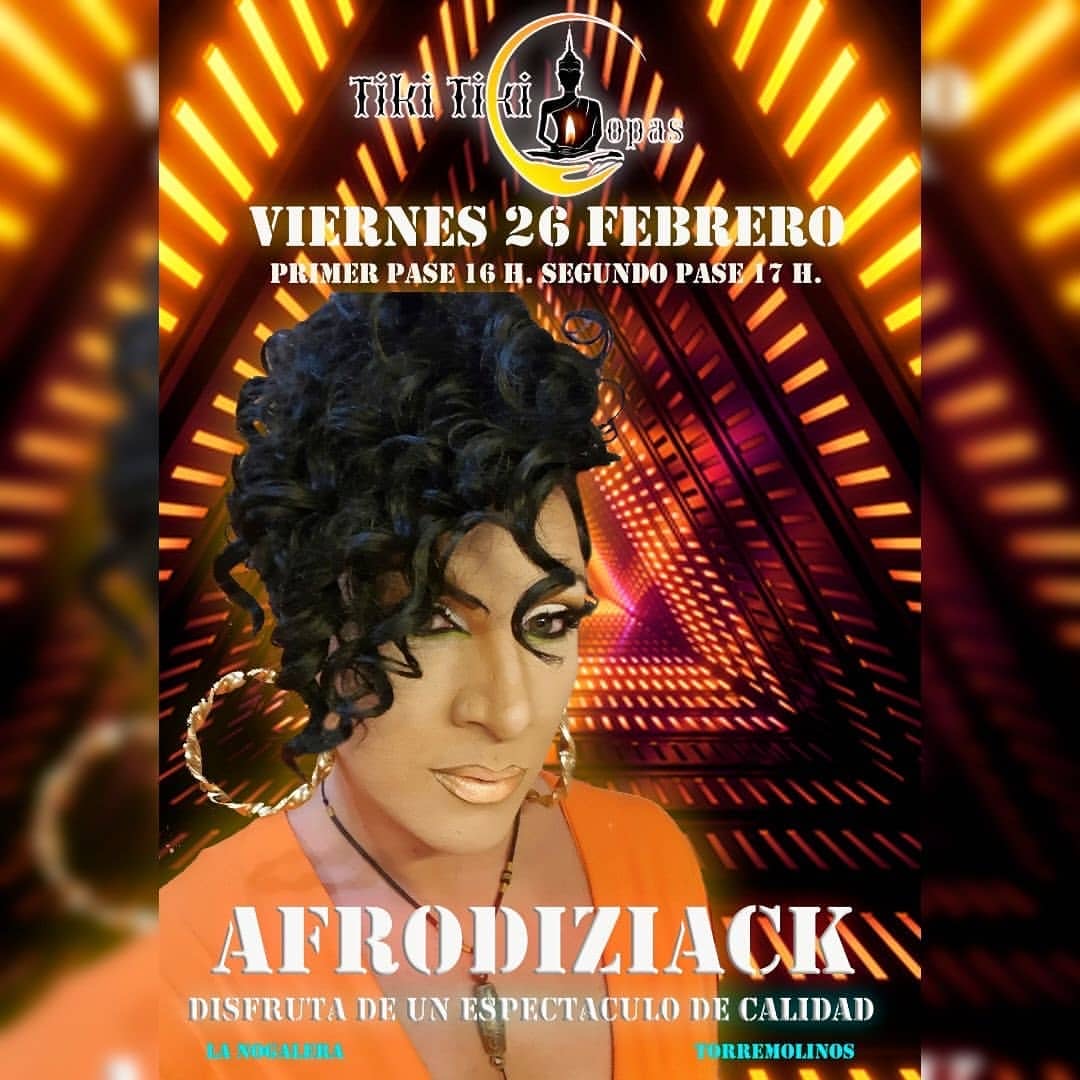 Tiki Tiki Copas
VIERNES 26 FEBRERO
PRIMER PASE 16 H. SEGUNDO PASE 17 H.
AFRODIZIACK
DISFRUTA DE UN ESPECTACULO DE CALIDAD
LA NOGALERA TORREMOLINOS